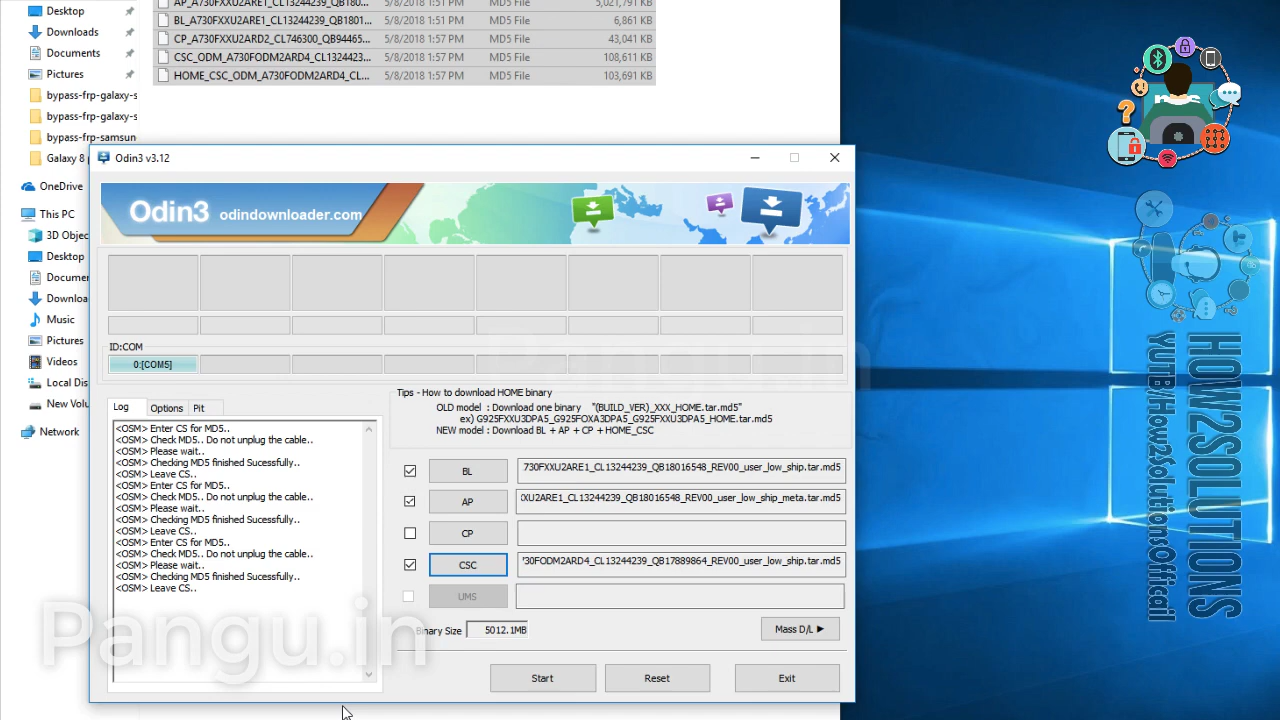 Desktop
Downloads
Documents
Pictures
bypass-frp-galaxy-s
bypass-frp-galaxy-s
bypass-frp-samsun
Galaxy 8 p
OneDrive
This PC
3D Objec
Desktop
Documen
Downloa
Music
Pictures
Videos
Local Dis
New Volu
Network
AP_A730FXXU2ARE1_CL13244239_QB1801... 5/8/2018 1:57 PM MD5 File 5,021,791 KB
BL_A730FXXU2ARE1_CL13244239_QB1801... 5/8/2018 1:57 PM MD5 File 6,861 KB
CP_A730FXXU2ARD2_CL746300_QB94465... 5/8/2018 1:57 PM MD5 File 43,041 KB
CSC_ODM_A730FODM2ARD4_CL1324423... 5/8/2018 1:57 PM MD5 File 108,611 KB
HOME_CSC_ODM_A730FODM2ARD4_CL... 5/8/2018 1:57 PM MD5 File 103,691 KB
Odin3 v3.12
Odin3 odindownloader.com
ID:COM
0:[COM5]
Log Options Pit
<OSM> Enter CS for MD5..
<OSM> Check MD5.. Do not unplug the cable..
<OSM> Please wait..
<OSM> Checking MD5 finished Sucessfully..
<OSM> Leave CS..
<OSM> Enter CS for MD5..
<OSM> Check MD5.. Do not unplug the cable..
<OSM> Please wait..
<OSM> Checking MD5 finished Sucessfully..
<OSM> Leave CS..
<OSM> Enter CS for MD5..
<OSM> Check MD5.. Do not unplug the cable..
<OSM> Please wait..
<OSM> Checking MD5 finished Sucessfully..
<OSM> Leave CS..
Tips - How to download HOME binary
OLD model : Download one binary "(BUILD_VER)_XXX_HOME.tar.md5"
ex) G925FXXU3DPA5_G925FOXA3DPA5_G925FXXU3DPA5_HOME.tar.md5
NEW model : Download BL + AP + CP + HOME_CSC
BL 730FXXU2ARE1_CL13244239_QB18016548_REV00_user_low_ship.tar.md5
AP XU2ARE1_CL13244239_QB18016548_REV00_user_low_ship_meta.tar.md5
CP
CSC 30FODM2ARD4_CL13244239_QB17889864_REV00_user_low_ship.tar.md5
UMS
Binary Size 5012.1MB
Mass D/L ▶
Start Reset Exit
Pangu.in
HOW2SOLUTIONS
YUTB/How2SolutionsOfficail